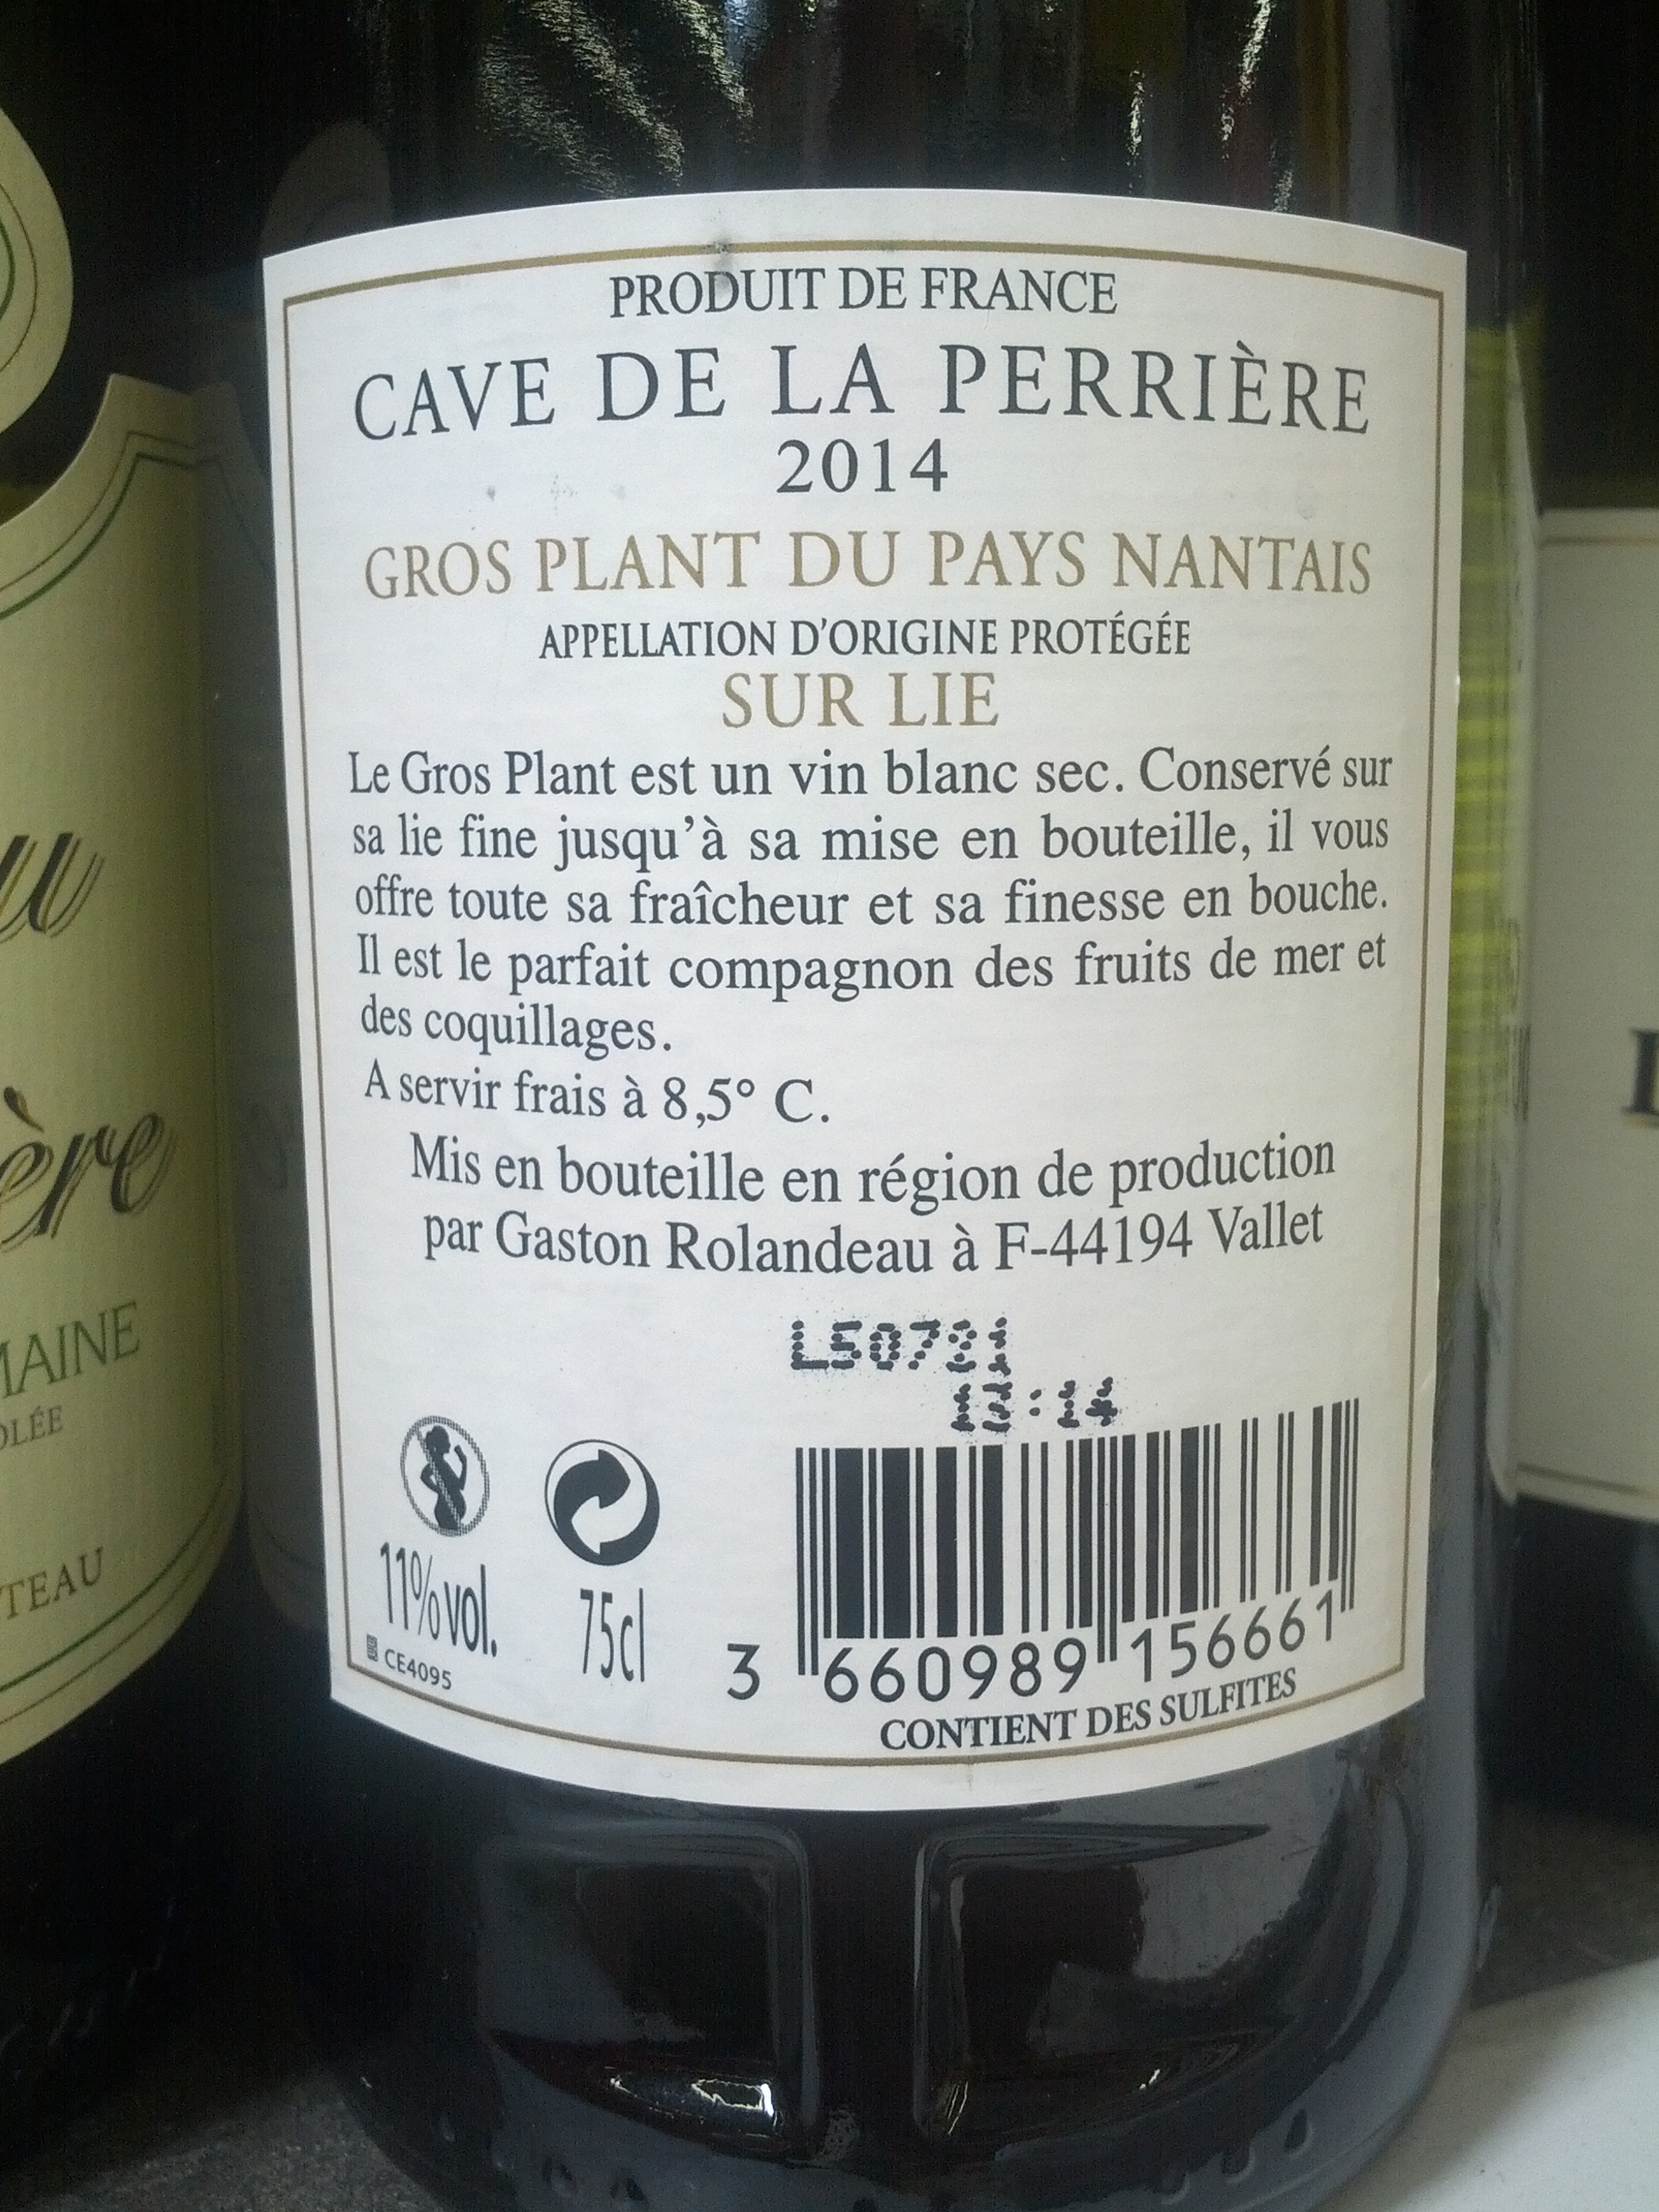 PRODUIT DE FRANCE
CAVE DE LA PERRIÈRE
2014
GROS PLANT DU PAYS NANTAIS
APPELLATION D'ORIGINE PROTÉGÉE
SUR LIE
Le Gros Plant est un vin blanc sec. Conservé sur
sa lie fine jusqu'à sa mise en bouteille, il vous
offre toute sa fraîcheur et sa finesse en bouche.
Il est le parfait compagnon des fruits de mer et
des coquillages.
A servir frais à 8,5° C.
Mis en bouteille en région de production
par Gaston Rolandeau à F-44194 Vallet
L50721
12:14
11%vol.
75cl
CE4095
3 660989 156661
CONTIENT DES SULFITES
ère
MAINE
OLÉE
TEAU